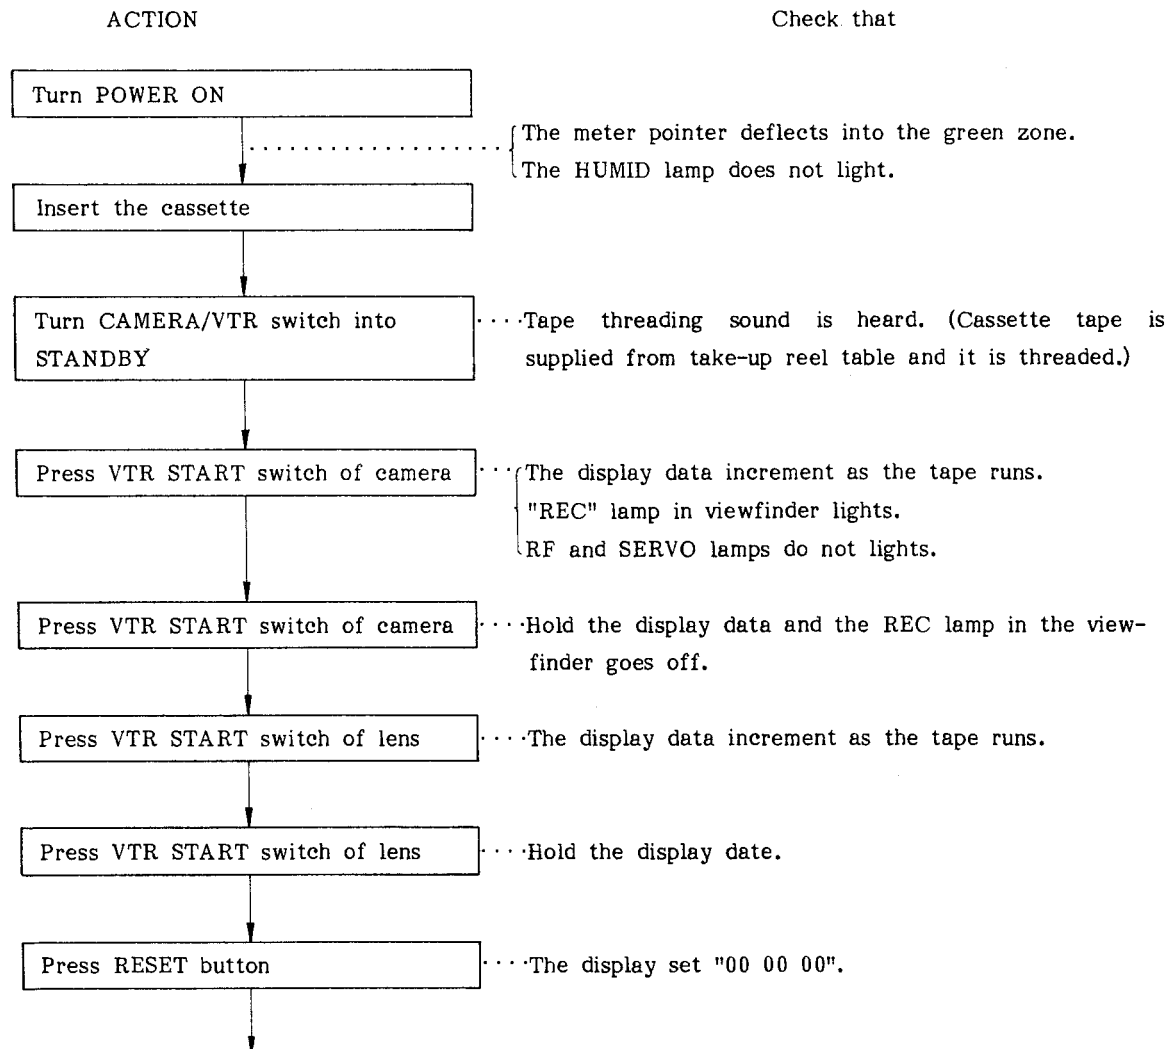 ACTION
Check that
Turn POWER ON
The meter pointer deflects into the green zone.
The HUMID lamp does not light.
Insert the cassette
Turn CAMERA/VTR switch into
STANDBY
Tape threading sound is heard. (Cassette tape is
supplied from take-up reel table and it is threaded.)
Press VTR START switch of camera
The display data increment as the tape runs.
"REC" lamp in viewfinder lights.
RF and SERVO lamps do not lights.
Press VTR START switch of camera
Hold the display data and the REC lamp in the view-
finder goes off.
Press VTR START switch of lens
The display data increment as the tape runs.
Press VTR START switch of lens
Hold the display date.
Press RESET button
The display set "00 00 00".